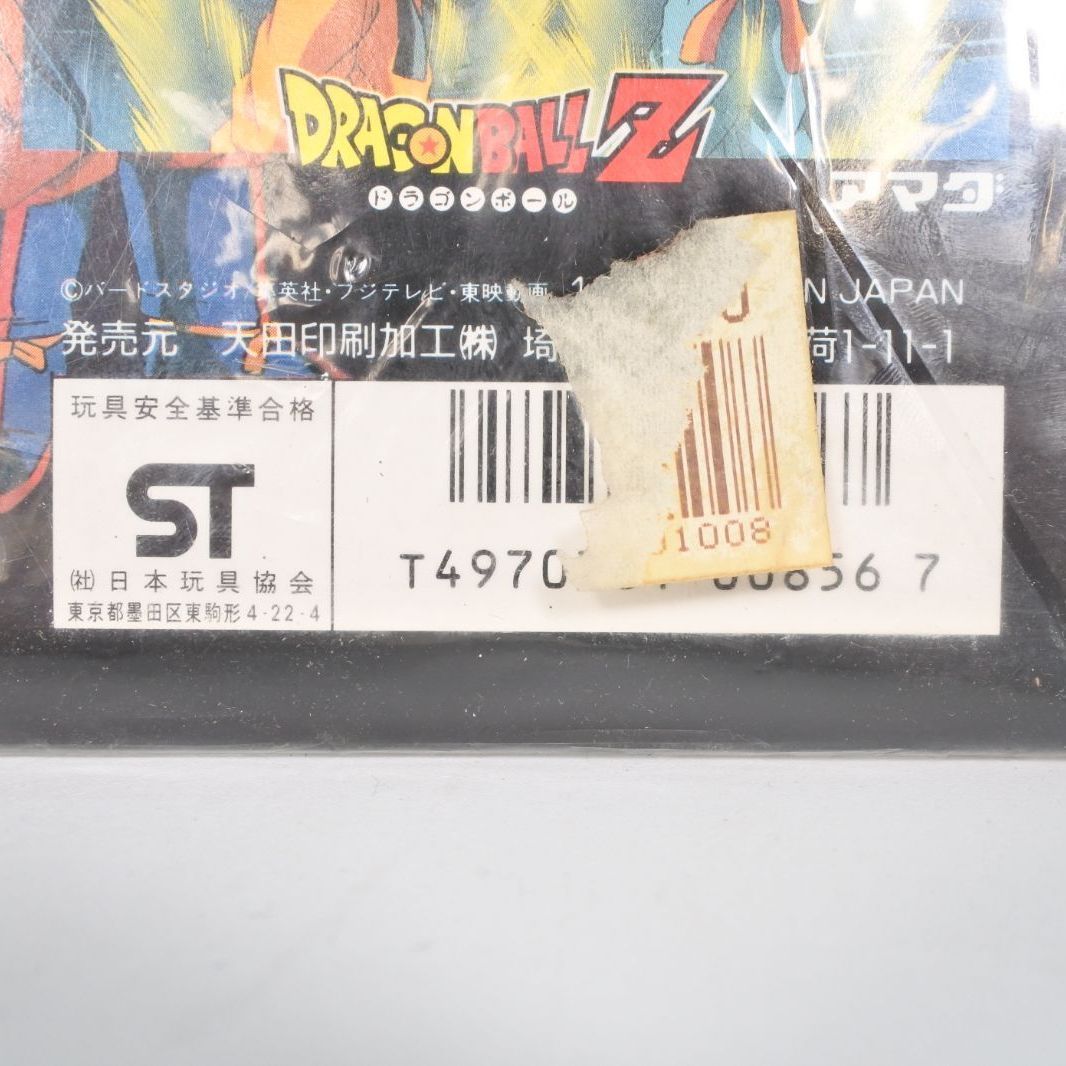 DRAGON BALL Z
ドラゴンボール
アマダ
©バードスタジオ/集英社・フジテレビ・東映動画 1 N JAPAN
発売元 天田印刷加工㈱ 埼 荷1-11-1
玩具安全基準合格
ST
㈳日本玩具協会
東京都墨田区東駒形4-22-4
J
1008
T4970 856 7